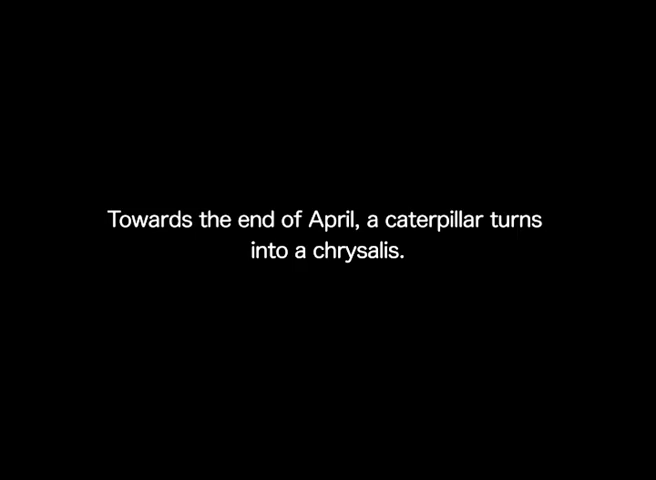 Towards the end of April, a caterpillar turns
into a chrysalis.